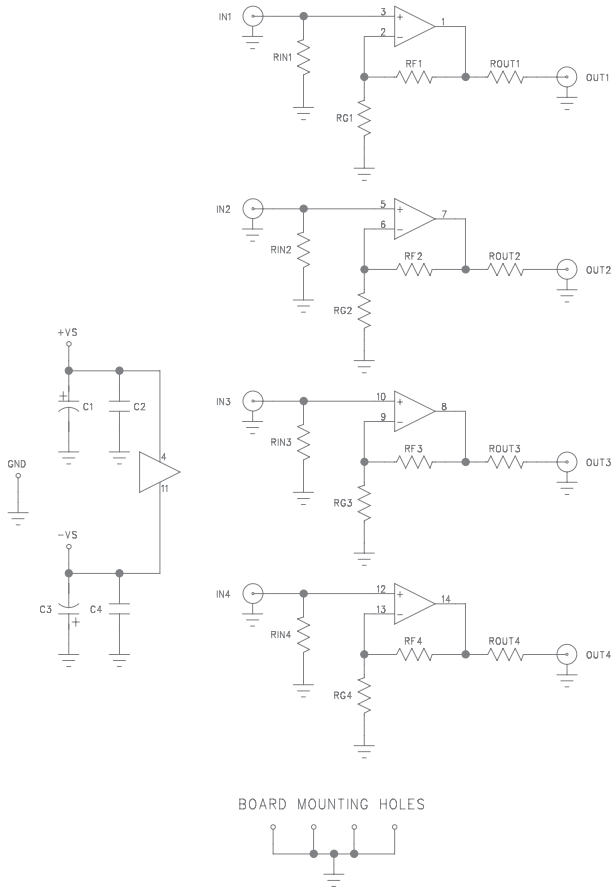 IN1
3
+
1
2
−
RIN1
RF1
ROUT1
OUT1
RG1
IN2
5
+
7
6
−
RIN2
RF2
ROUT2
OUT2
RG2
+VS
+
C1
C2
4
11
GND
−VS
C3
+
C4
IN3
10
+
8
9
−
RIN3
RF3
ROUT3
OUT3
RG3
IN4
12
+
14
13
−
RIN4
RF4
ROUT4
OUT4
RG4
BOARD MOUNTING HOLES